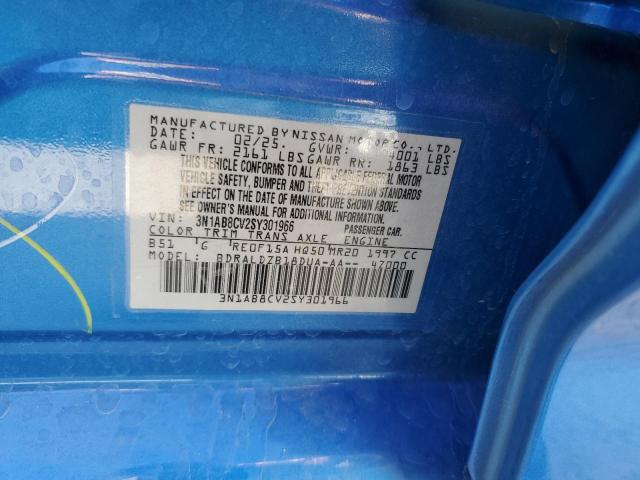 MANUFACTURED BY NISSAN MOTOR CO., LTD.
DATE: 02/25. GVWR: 4001 LBS
GAWR FR: 2161 LBS GAWR RR: 1863 LBS
THIS VEHICLE CONFORMS TO ALL APPLICABLE FEDERAL MOTOR
VEHICLE SAFETY, BUMPER AND THEFT PREVENTION STANDARDS
IN EFFECT ON THE DATE OF MANUFACTURE SHOWN ABOVE.
SEE OWNER'S MANUAL FOR ADDITIONAL INFORMATION.
VIN: 3N1AB8CV2SY301966 PASSENGER CAR.
COLOR TRIM TRANS AXLE, ENGINE
B51 G RE0F15A HQ50 MR20 1997 CC
MODEL: BDRALDZB18DUA-AA-- 47000
3N1AB8CV2SY301966